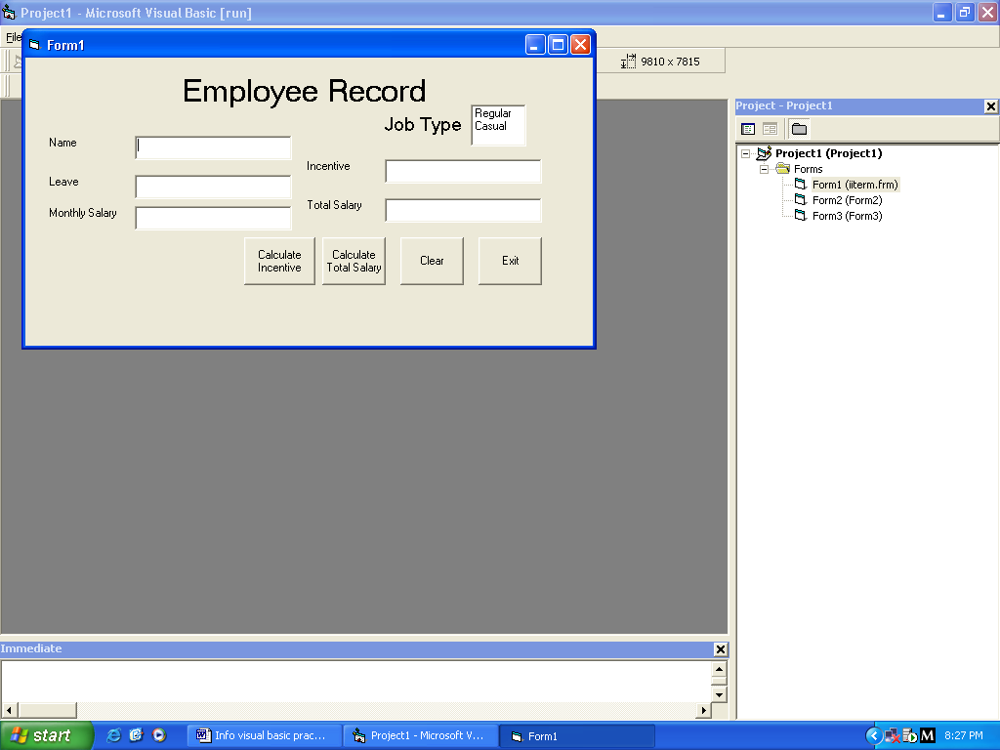 Project1 - Microsoft Visual Basic [run]
File
Form1
9810 x 7815
Employee Record
Job Type
Regular
Casual
Name
Incentive
Leave
Total Salary
Monthly Salary
Calculate
Incentive
Calculate
Total Salary
Clear
Exit
Project - Project1
Project1 (Project1)
Forms
Form1 (iiterm.frm)
Form2 (Form2)
Form3 (Form3)
Immediate
start
Info visual basic prac...
Project1 - Microsoft V...
Form1
M
8:27 PM